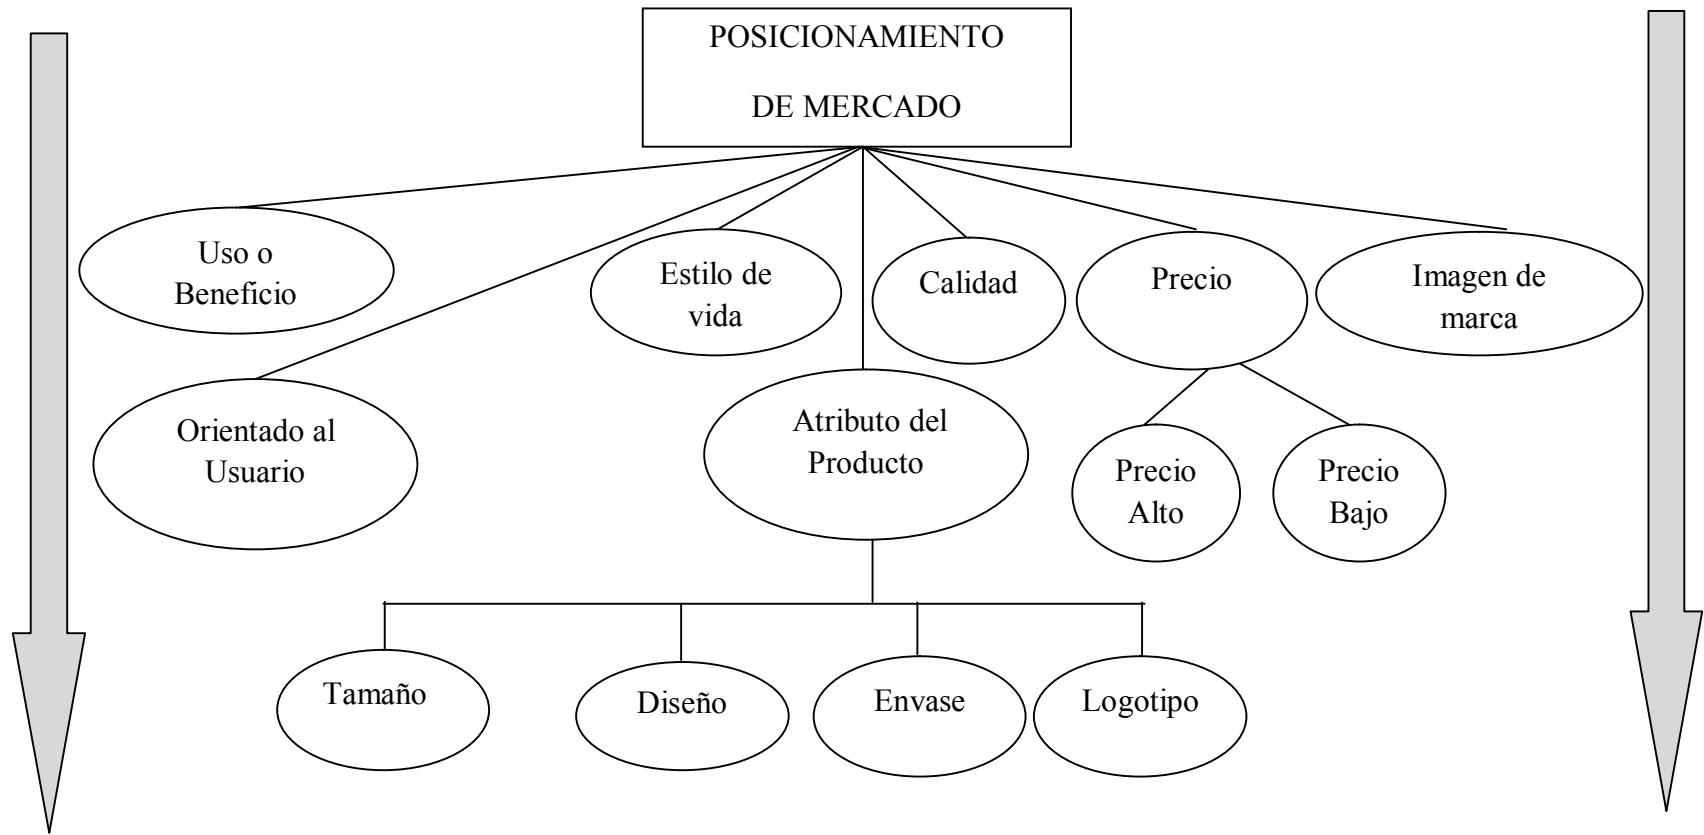 POSICIONAMIENTO
DE MERCADO
Uso o
Beneficio
Estilo de
vida
Calidad
Precio
Imagen de
marca
Orientado al
Usuario
Atributo del
Producto
Precio
Alto
Precio
Bajo
Tamaño
Diseño
Envase
Logotipo